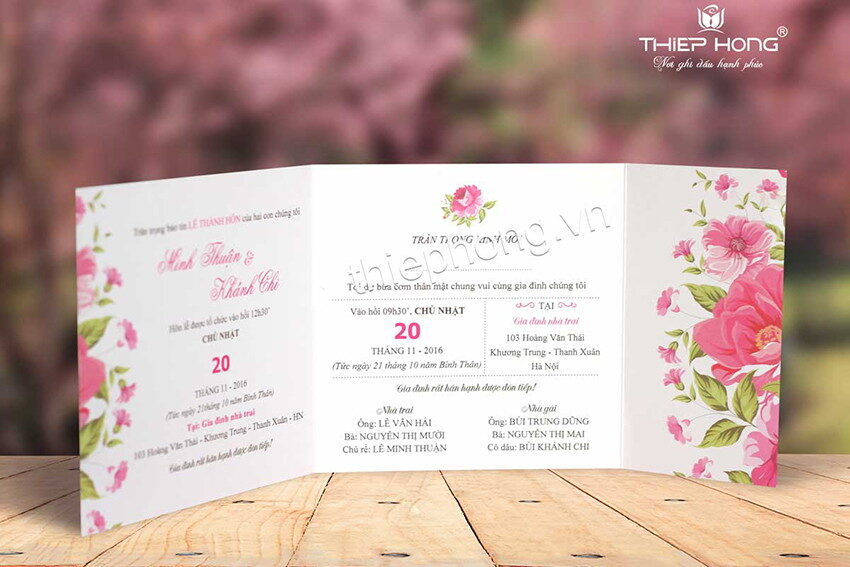 THIEP HONG®
Nơi ghi dấu hạnh phúc
Trân trọng báo tin LỄ THÀNH HÔN của hai con chúng tôi
Minh Thuận &
Khánh Chi
Hôn lễ được tổ chức vào hồi 12h30'
CHỦ NHẬT
20
THÁNG 11 - 2016
(Tức ngày 21tháng 10 năm Bính Thân)
Tại: Gia đình nhà trai
103 Hoàng Văn Thái - Khương Trung - Thanh Xuân - HN
Gia đình rất hân hạnh được đón tiếp!
TRÂN TRỌNG KÍNH MỜI
thiephong.vn
Tới dự bữa cơm thân mật chung vui cùng gia đình chúng tôi
Vào hồi 09h30', CHỦ NHẬT
20
THÁNG 11 - 2016
(Tức ngày 21 tháng 10 năm Bính Thân)
TẠI
Gia đình nhà trai
103 Hoàng Văn Thái
Khương Trung - Thanh Xuân
Hà Nội
Gia đình rất hân hạnh được đón tiếp!
Nhà trai
Ông: LÊ VĂN HẢI
Bà: NGUYỄN THỊ MƯỜI
Chú rể: LÊ MINH THUẬN
Nhà gái
Ông: BÙI TRUNG DŨNG
Bà: NGUYỄN THỊ MAI
Cô dâu: BÙI KHÁNH CHI